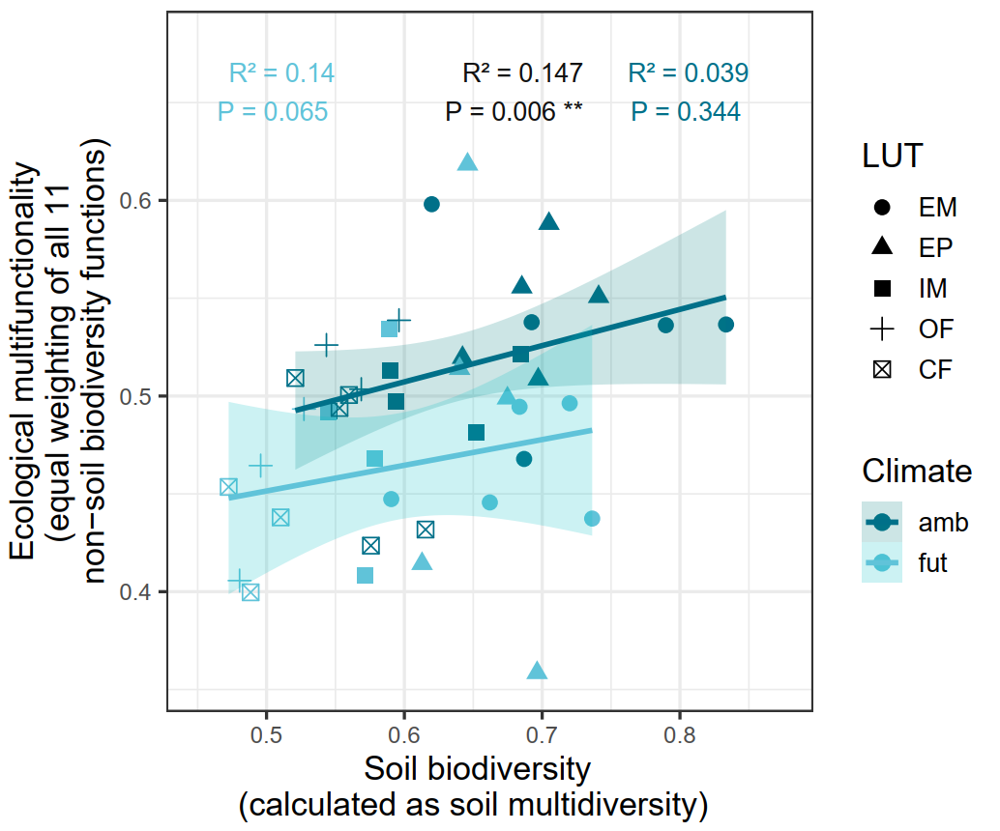 R² = 0.14
P = 0.065
R² = 0.147
P = 0.006 **
R² = 0.039
P = 0.344
Ecological multifunctionality
(equal weighting of all 11
non−soil biodiversity functions)
0.6
0.5
0.4
0.5
0.6
0.7
0.8
Soil biodiversity
(calculated as soil multidiversity)
LUT
EM
EP
IM
OF
CF
Climate
amb
fut